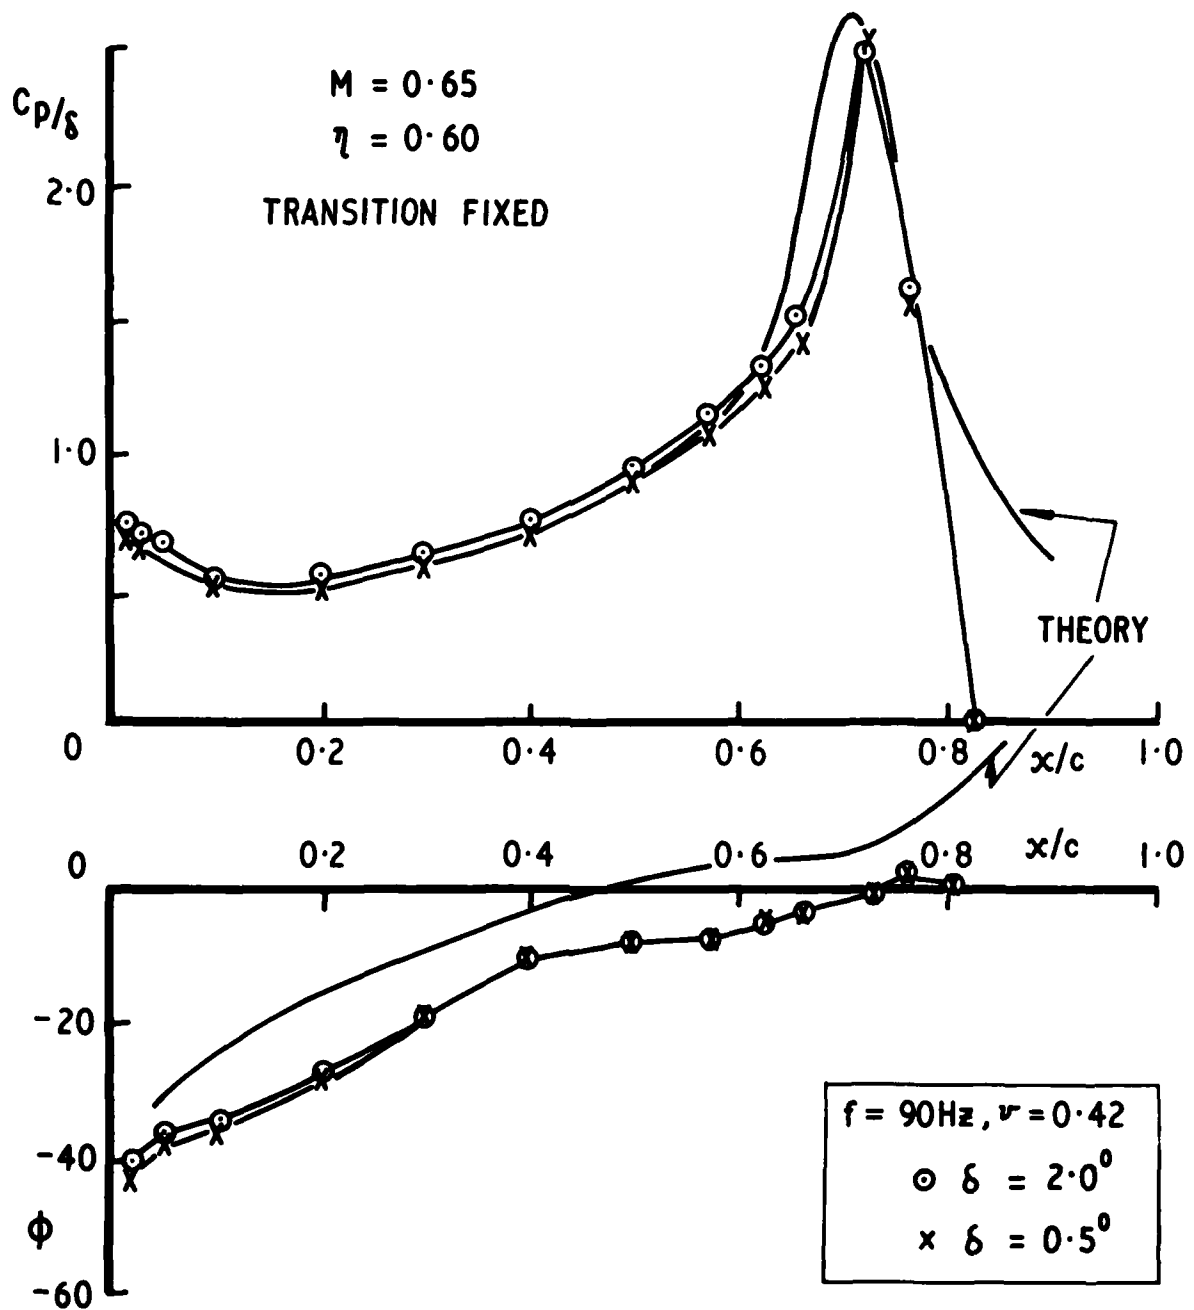 Cp/δ
M = 0·65
η = 0·60
TRANSITION FIXED
2·0
1·0
THEORY
0 0·2 0·4 0·6 0·8 x/c 1·0
0 0·2 0·4 0·6 0·8 x/c 1·0
-20
-40
ϕ
-60
f = 90Hz, ν = 0·42
⊙ δ = 2·0⁰
x δ = 0·5⁰